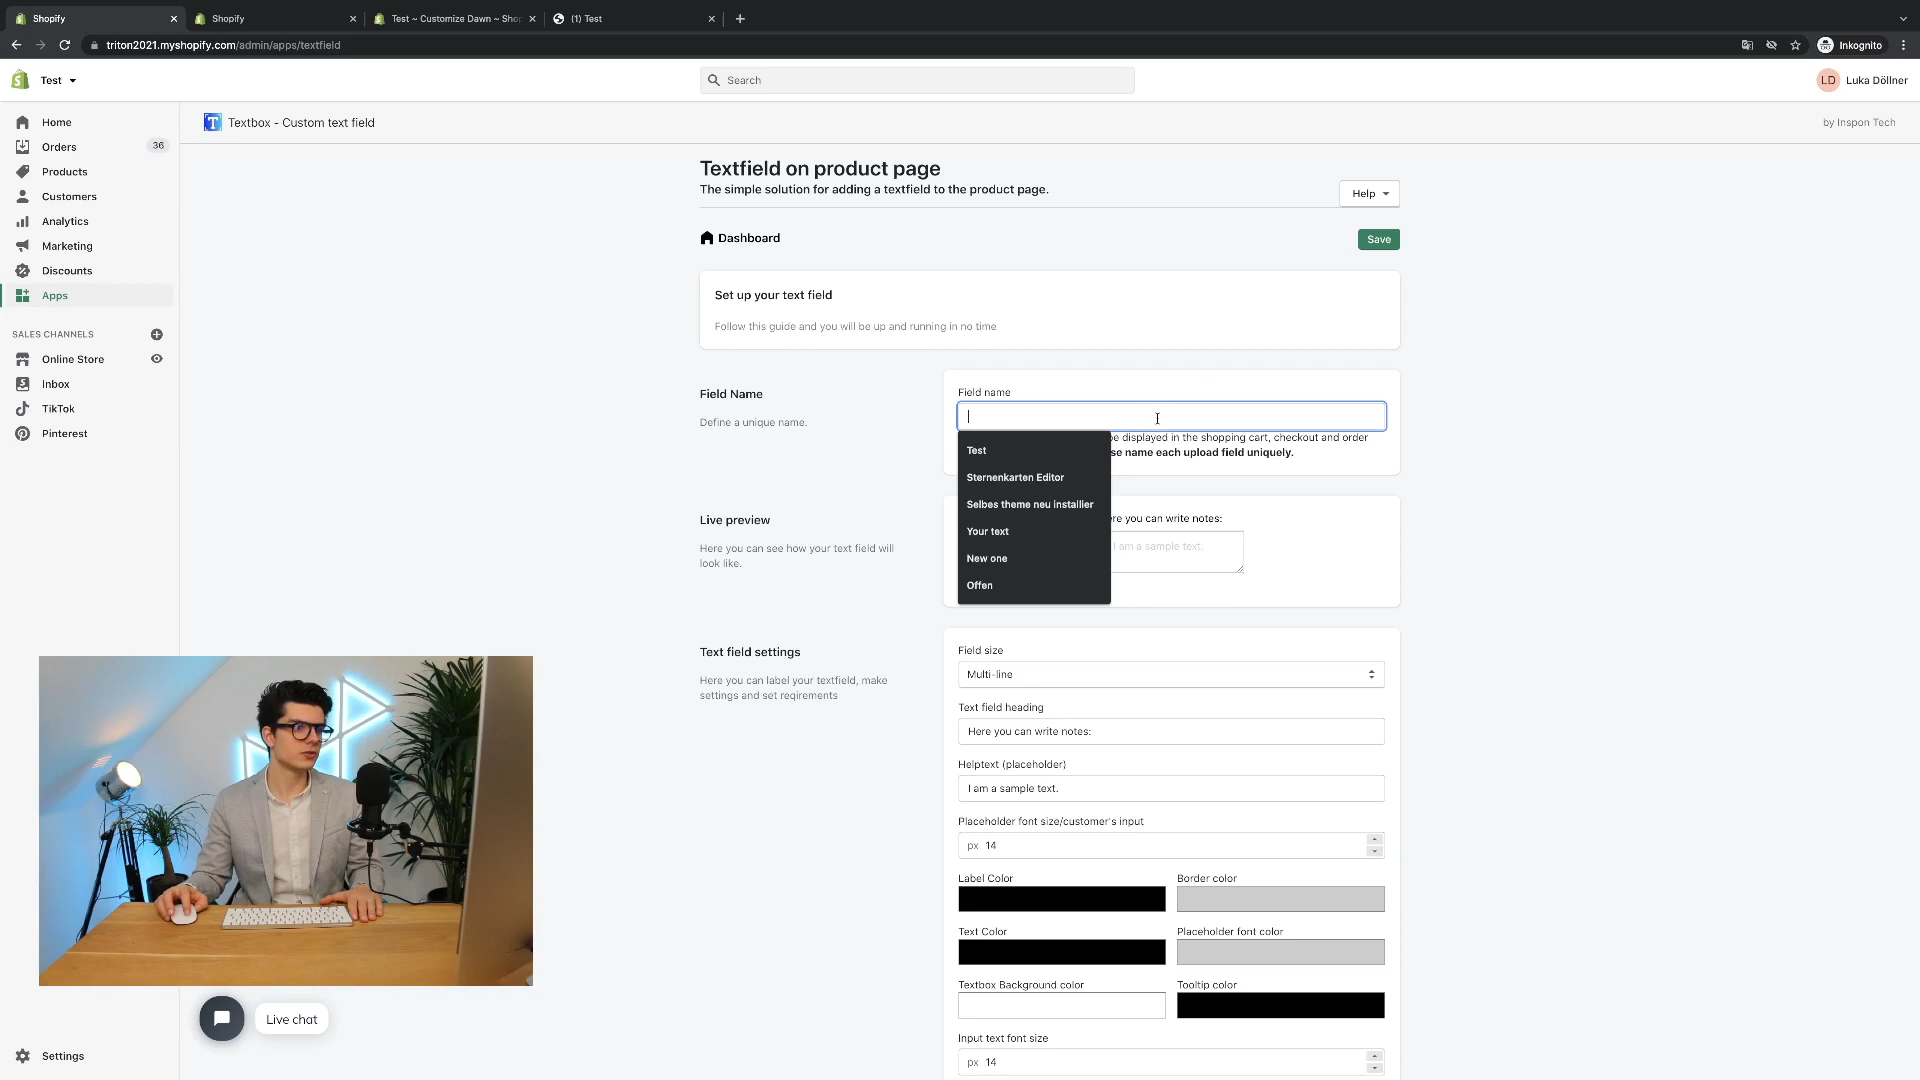 Shopify
Shopify
Test ~ Customize Dawn ~ Shop
(1) Test
triton2021.myshopify.com/admin/apps/textfield
Inkognito
Test
Search
LD
Luka Döllner
Home
Orders
36
Products
Customers
Analytics
Marketing
Discounts
Apps
SALES CHANNELS
Online Store
Inbox
TikTok
Pinterest
Settings
T
Textbox - Custom text field
by Inspon Tech
Textfield on product page
The simple solution for adding a textfield to the product page.
Help
Dashboard
Save
Set up your text field
Follow this guide and you will be up and running in no time
Field Name
Define a unique name.
Field name
be displayed in the shopping cart, checkout and order
se name each upload field uniquely.
Test
Sternenkarten Editor
Selbes theme neu installier
Your text
New one
Offen
Live preview
Here you can see how your text field will
look like.
ere you can write notes:
I am a sample text.
Text field settings
Here you can label your textfield, make
settings and set reqirements
Field size
Multi-line
Text field heading
Here you can write notes:
Helptext (placeholder)
I am a sample text.
Placeholder font size/customer's input
px 14
Label Color
Border color
Text Color
Placeholder font color
Textbox Background color
Tooltip color
Input text font size
px 14
Live chat